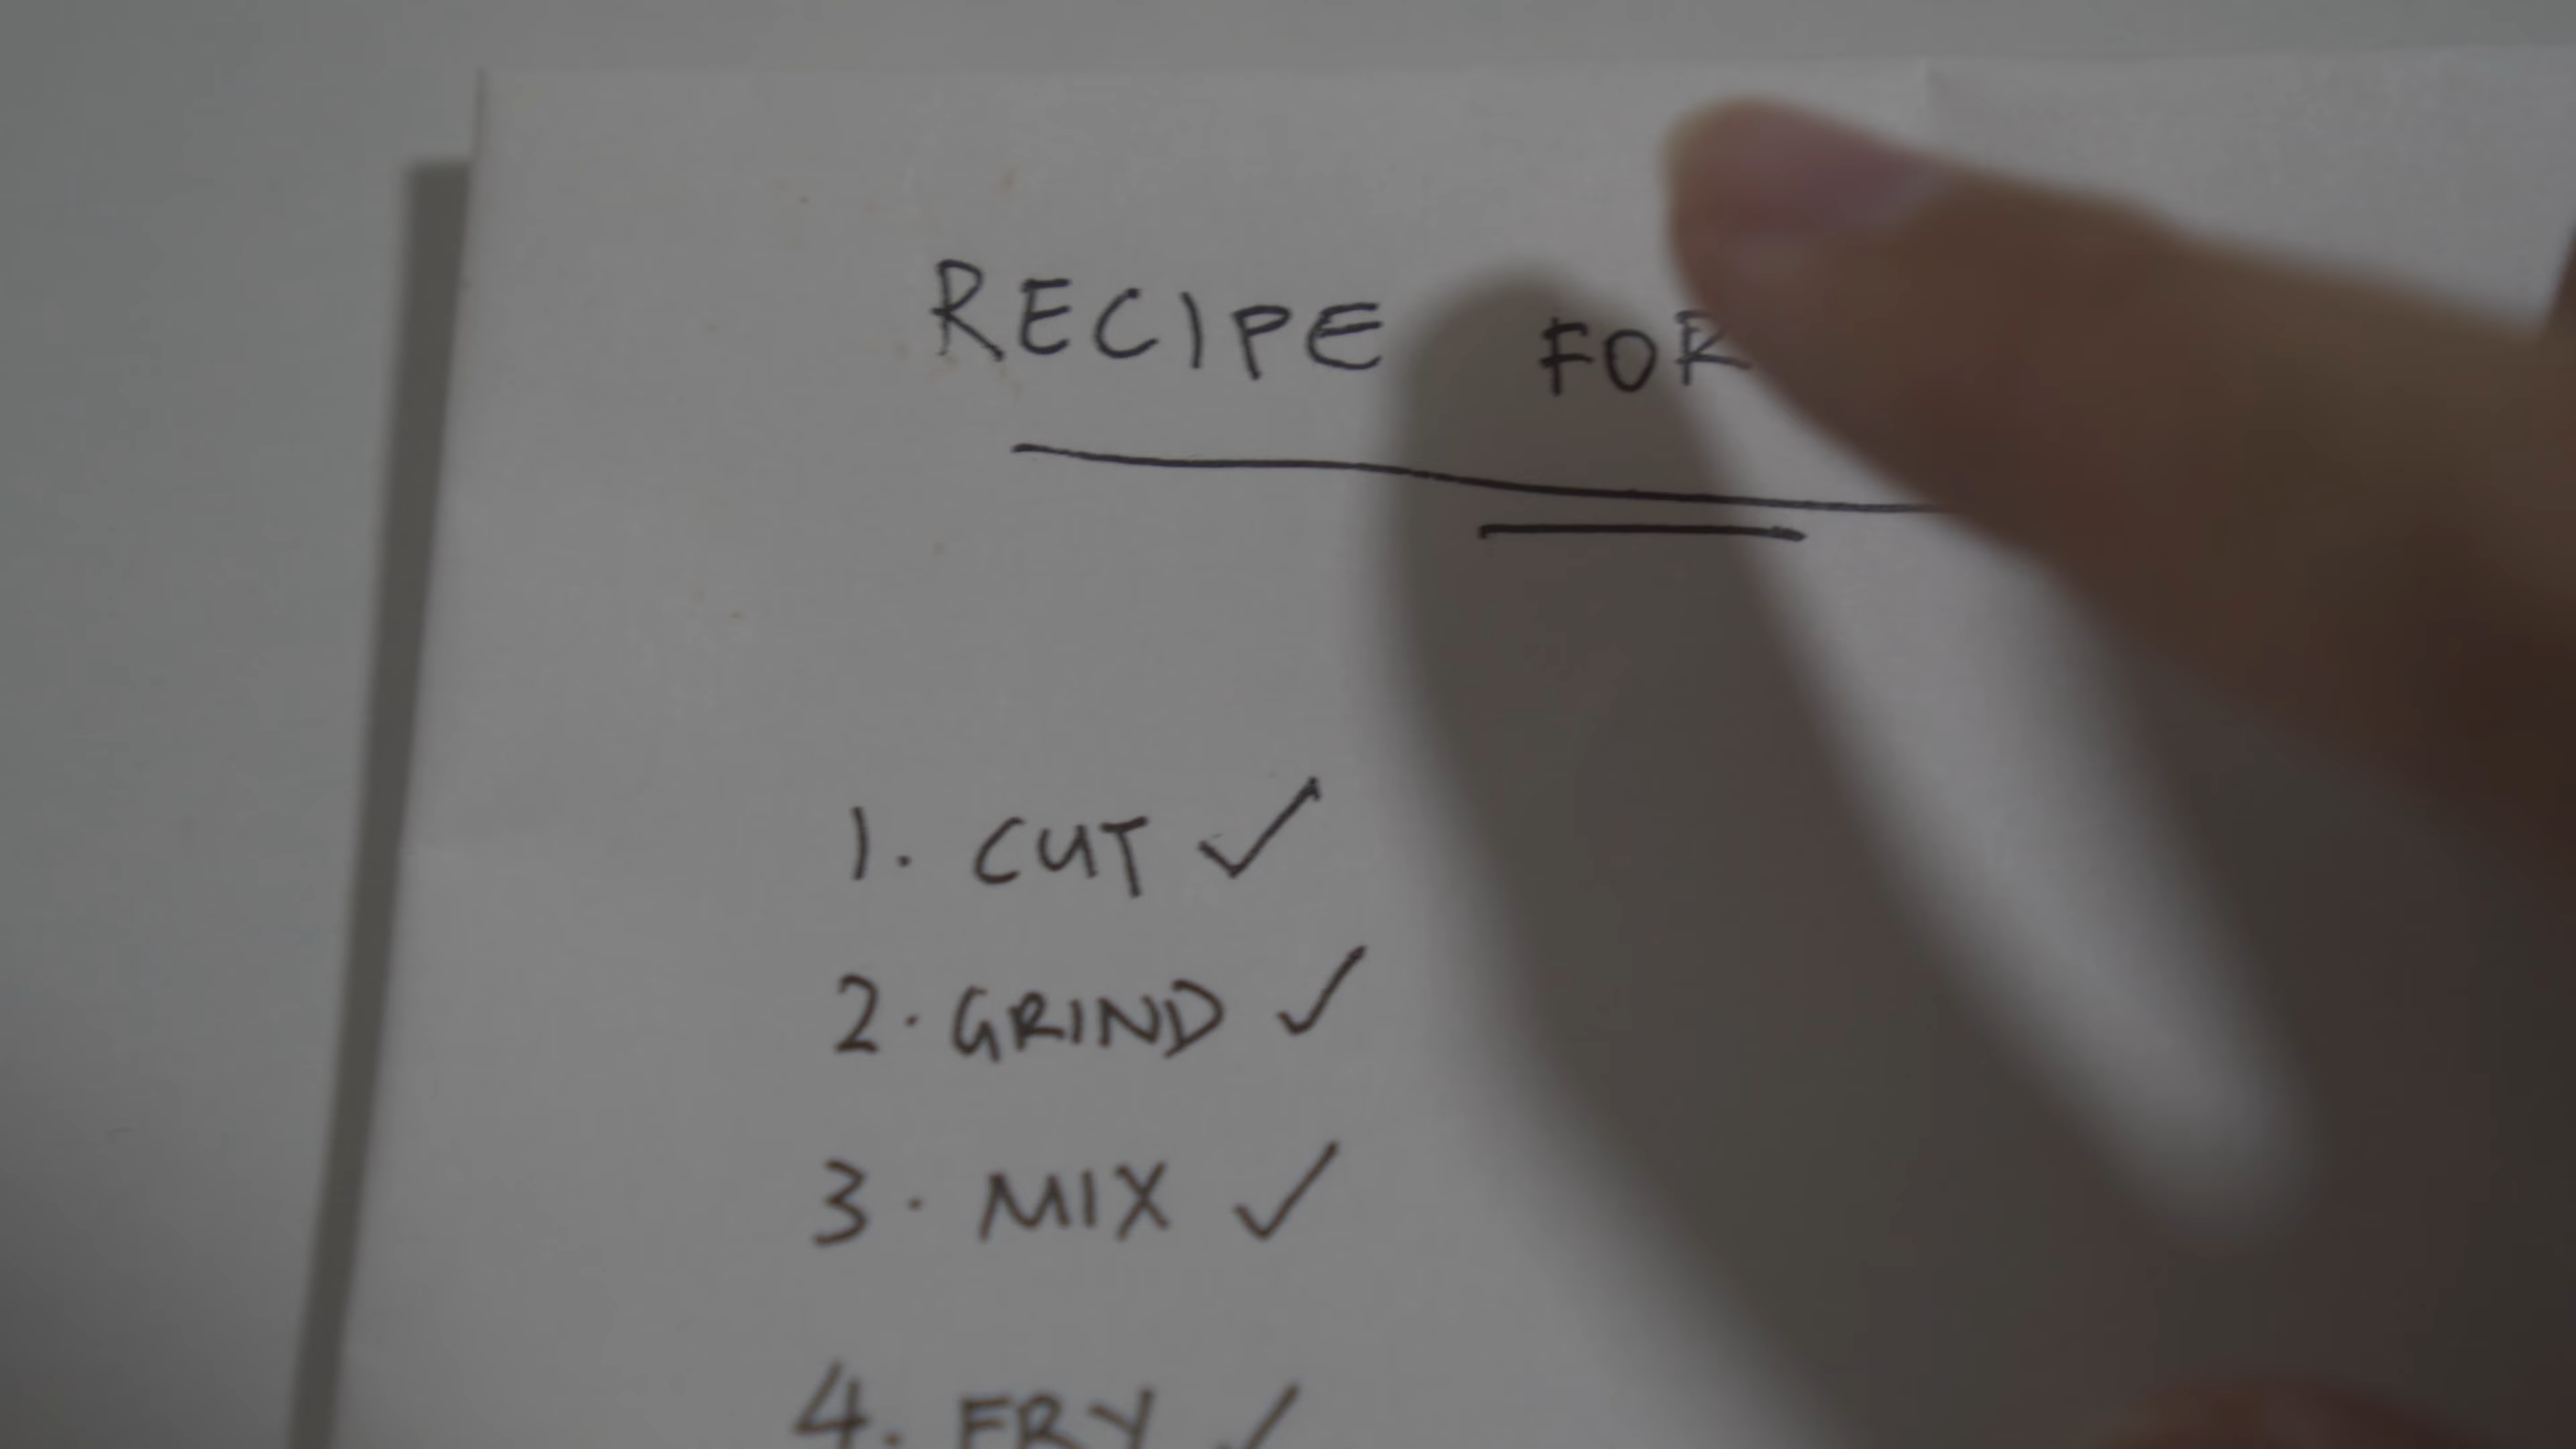 RECIPE FOR
1. CUT ✓
2. GRIND ✓
3. MIX ✓
4. FRY ✓